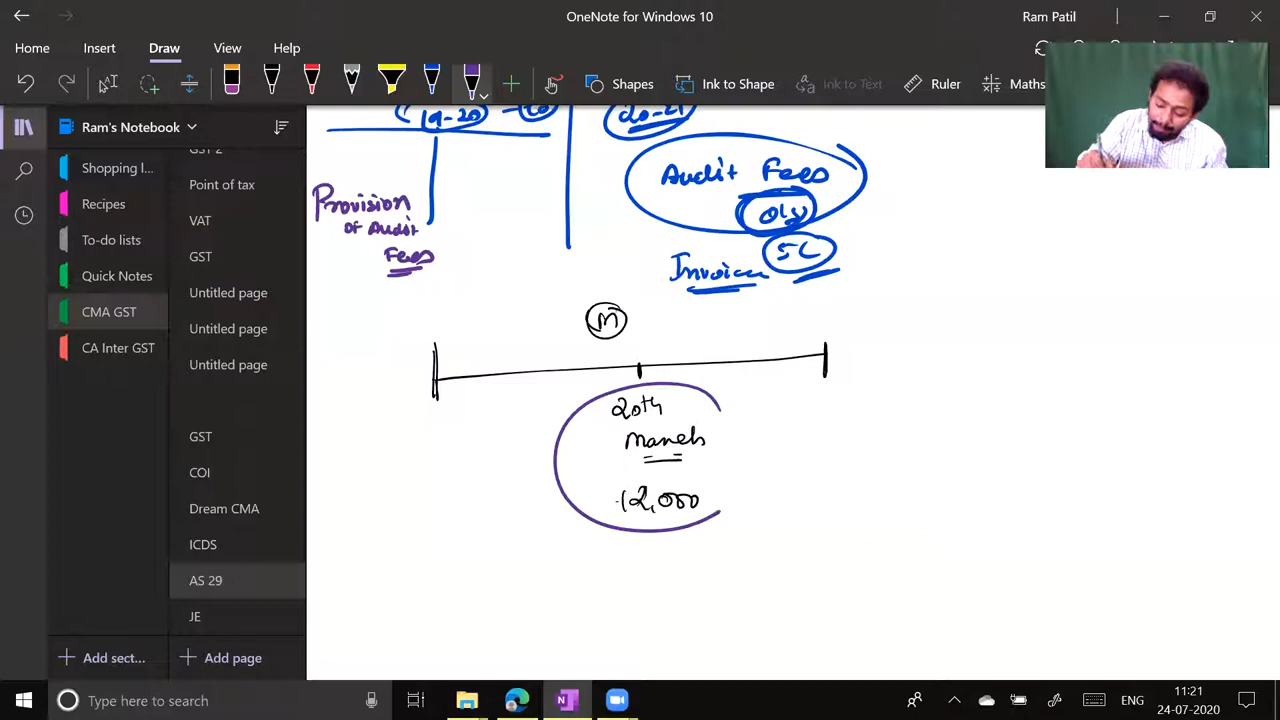 OneNote for Windows 10
Ram Patil
Home Insert Draw View Help
Shapes Ink to Shape Ink to Text Ruler Maths
Ram's Notebook
Shopping l...
Recipes
To-do lists
Quick Notes
CMA GST
CA Inter GST
GST 2
Point of tax
VAT
GST
Untitled page
Untitled page
Untitled page
GST
COI
Dream CMA
ICDS
AS 29
JE
Add sect...
Add page
19-20
20-21
Provision
of Audit
Fees
Audit Fees
Invoice
5L
M
20th
March
12,000
Type here to search
ENG
11:21
24-07-2020